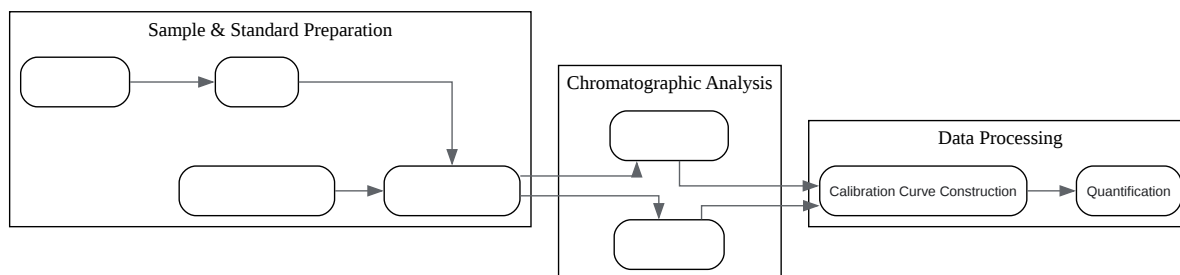 Sample & Standard Preparation
Chromatographic Analysis
Data Processing
Calibration Curve Construction
Quantification